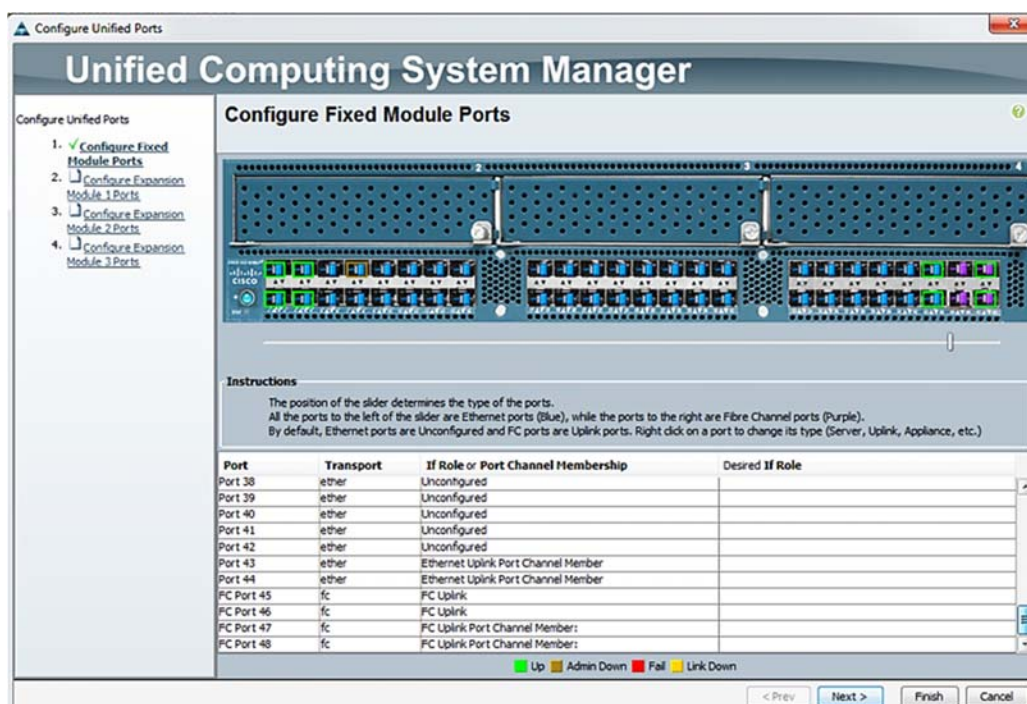 Configure Unified Ports
Unified Computing System Manager
Configure Unified Ports
1. Configure Fixed
Module Ports
2. Configure Expansion
Module 1 Ports
3. Configure Expansion
Module 2 Ports
4. Configure Expansion
Module 3 Ports
Configure Fixed Module Ports
2 3 4
CISCO
Instructions
The position of the slider determines the type of the ports.
All the ports to the left of the slider are Ethernet ports (Blue), while the ports to the right are Fibre Channel ports (Purple).
By default, Ethernet ports are Unconfigured and FC ports are Uplink ports. Right click on a port to change its type (Server, Uplink, Appliance, etc.)
Port Transport If Role or Port Channel Membership Desired If Role
Port 38 ether Unconfigured
Port 39 ether Unconfigured
Port 40 ether Unconfigured
Port 41 ether Unconfigured
Port 42 ether Unconfigured
Port 43 ether Ethernet Uplink Port Channel Member
Port 44 ether Ethernet Uplink Port Channel Member
FC Port 45 fc FC Uplink
FC Port 46 fc FC Uplink
FC Port 47 fc FC Uplink Port Channel Member:
FC Port 48 fc FC Uplink Port Channel Member:
Up Admin Down Fail Link Down
< Prev Next > Finish Cancel